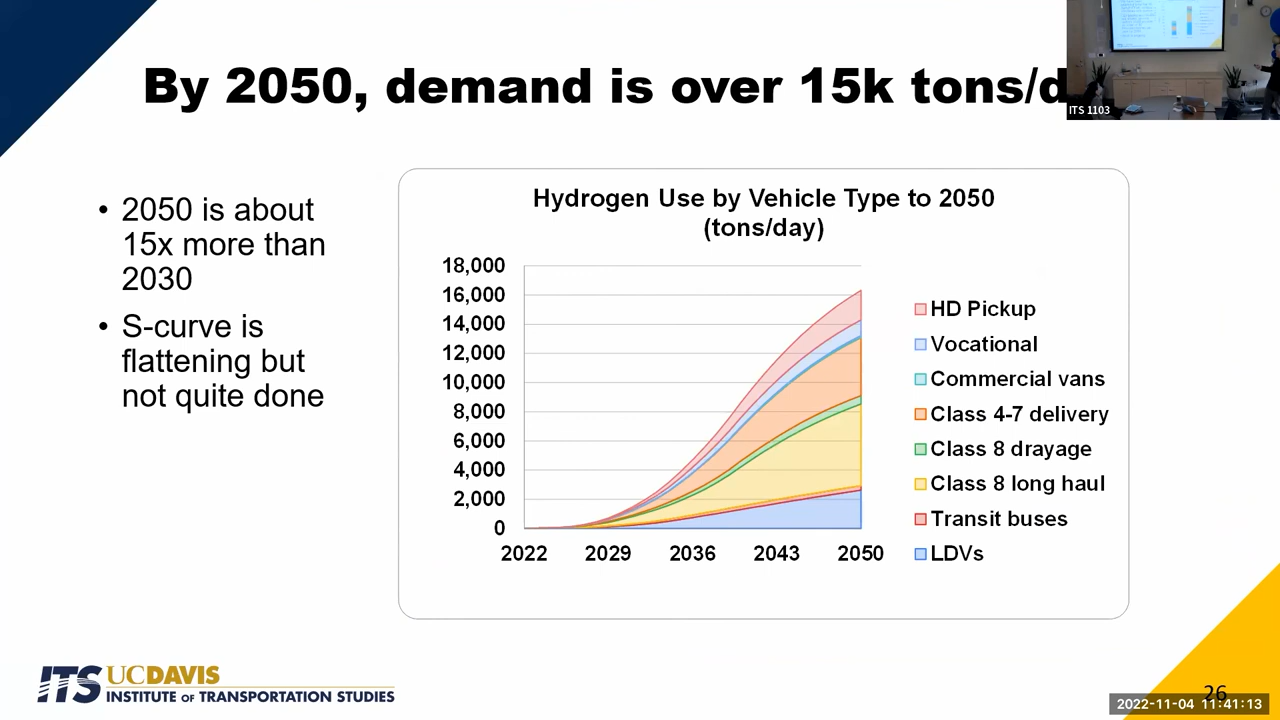 By 2050, demand is over 15k tons/d
ITS 1103
• 2050 is about
15x more than
2030
• S-curve is
flattening but
not quite done
Hydrogen Use by Vehicle Type to 2050
(tons/day)
18,000
16,000
14,000
12,000
10,000
8,000
6,000
4,000
2,000
0
2022 2029 2036 2043 2050
HD Pickup
Vocational
Commercial vans
Class 4-7 delivery
Class 8 drayage
Class 8 long haul
Transit buses
LDVs
ITS UCDAVIS
INSTITUTE OF TRANSPORTATION STUDIES
26
2022-11-04 11:41:13